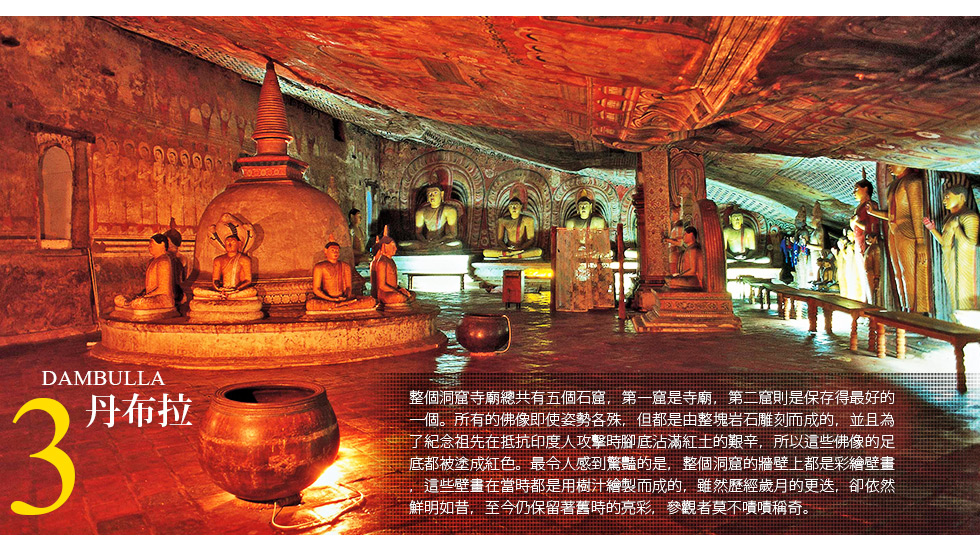 DAMBULLA
3 丹布拉
整個洞窟寺廟總共有五個石窟，第一窟是寺廟，第二窟則是保存得最好的
一個。所有的佛像即使姿勢各殊，但都是由整塊岩石雕刻而成的，並且為
了紀念祖先在抵抗印度人攻擊時腳底沾滿紅土的艱辛，所以這些佛像的足
底都被塗成紅色。最令人感到驚豔的是，整個洞窟的牆壁上都是彩繪壁畫
，這些壁畫在當時都是用樹汁繪製而成的，雖然歷經歲月的更迭，卻依然
鮮明如昔，至今仍保留著舊時的亮彩，參觀者莫不嘖嘖稱奇。